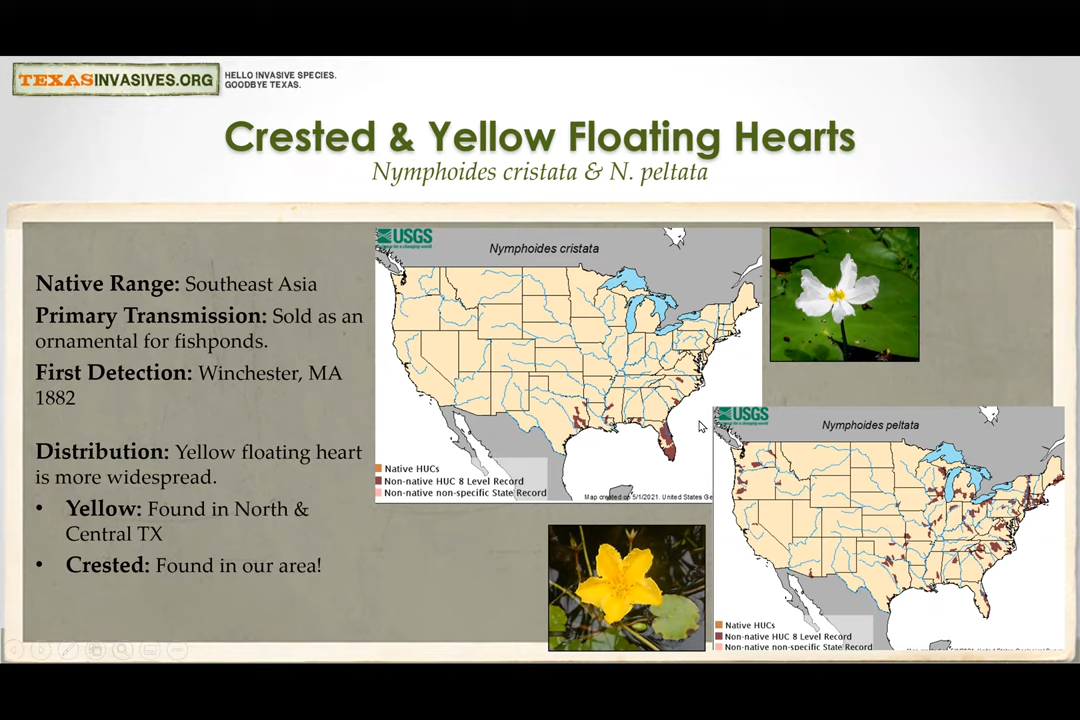 TEXASINVASIVES.ORG
HELLO INVASIVE SPECIES.
GOODBYE TEXAS.
Crested & Yellow Floating Hearts
Nymphoides cristata & N. peltata
Native Range: Southeast Asia
Primary Transmission: Sold as an
ornamental for fishponds.
First Detection: Winchester, MA
1882
Distribution: Yellow floating heart
is more widespread.
• Yellow: Found in North &
Central TX
• Crested: Found in our area!
USGS
Nymphoides cristata
Native HUCs
Non-native HUC 8 Level Record
Non-native non-specific State Record
Map created on 5/1/2021, United States Ge
USGS
Nymphoides peltata
Native HUCs
Non-native HUC 8 Level Record
Non-native non-specific State Record